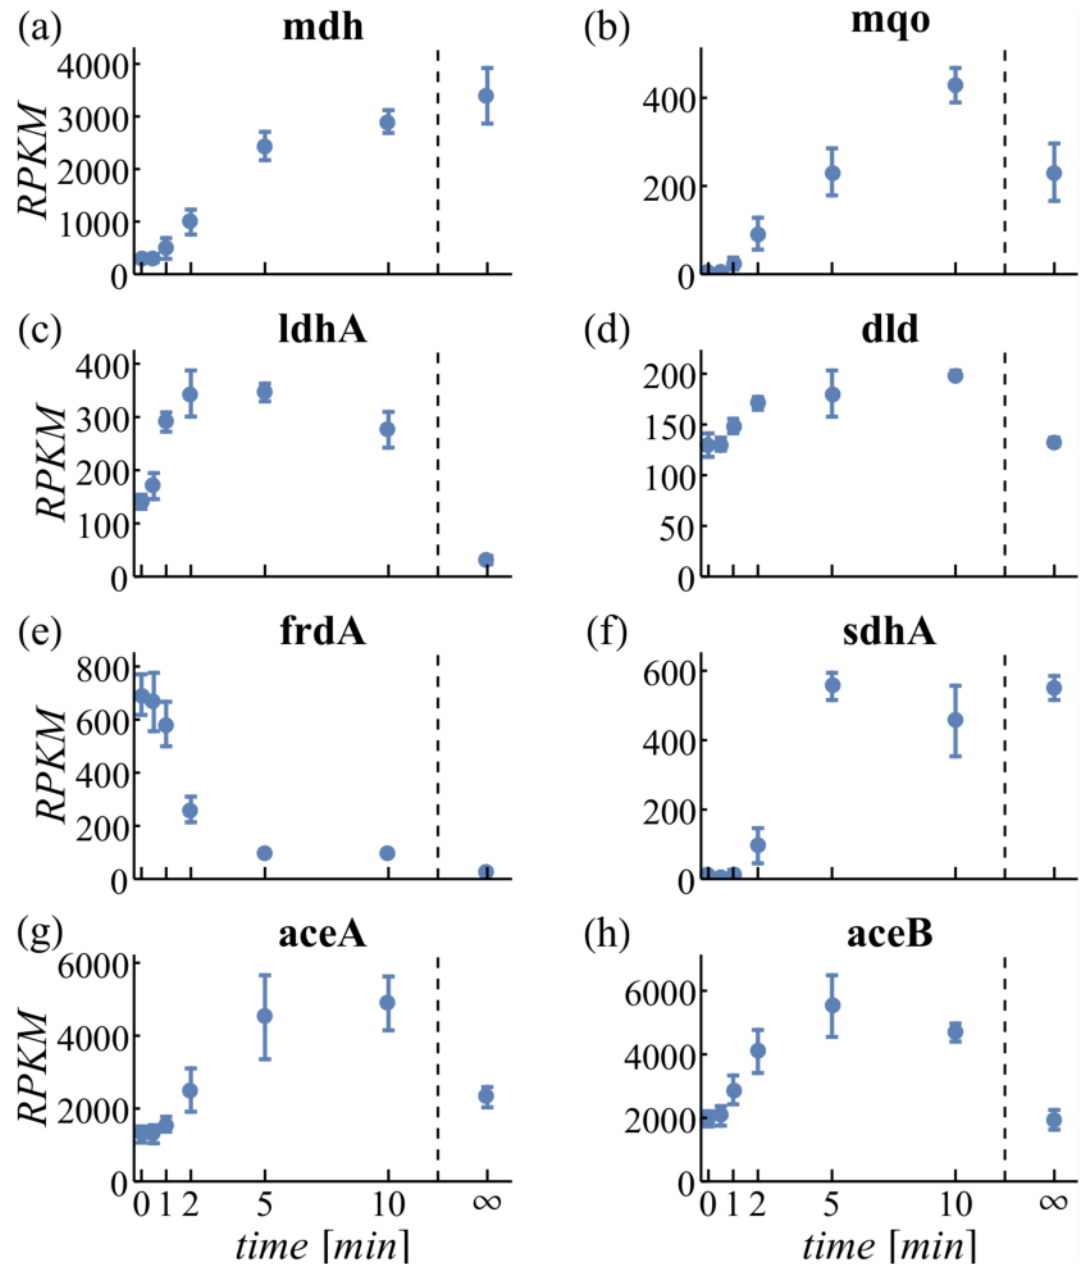 (a) mdh
4000
3000
2000
1000
0
RPKM
(b) mqo
400
200
0
(c) ldhA
400
300
200
100
0
RPKM
(d) dld
200
150
100
50
0
(e) frdA
800
600
400
200
0
RPKM
(f) sdhA
600
400
200
0
(g) aceA
6000
4000
2000
0
RPKM
0 1 2 5 10 ∞
time [min]
(h) aceB
6000
4000
2000
0
0 1 2 5 10 ∞
time [min]